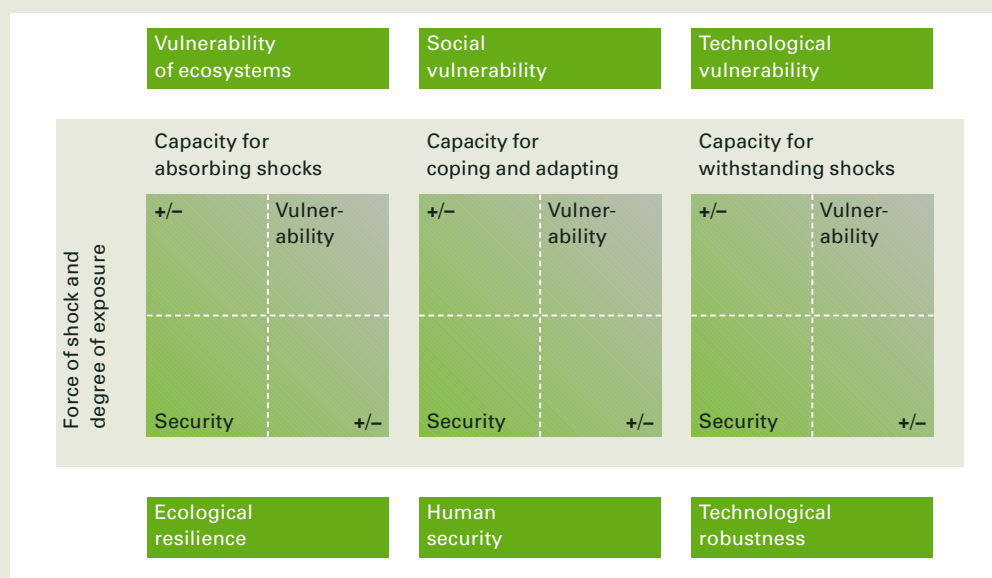 Vulnerability
of ecosystems
Social
vulnerability
Technological
vulnerability
Capacity for
absorbing shocks
Capacity for
coping and adapting
Capacity for
withstanding shocks
Force of shock and
degree of exposure
+/–
Vulner-
ability
Security
+/–
+/–
Vulner-
ability
Security
+/–
+/–
Vulner-
ability
Security
+/–
Ecological
resilience
Human
security
Technological
robustness